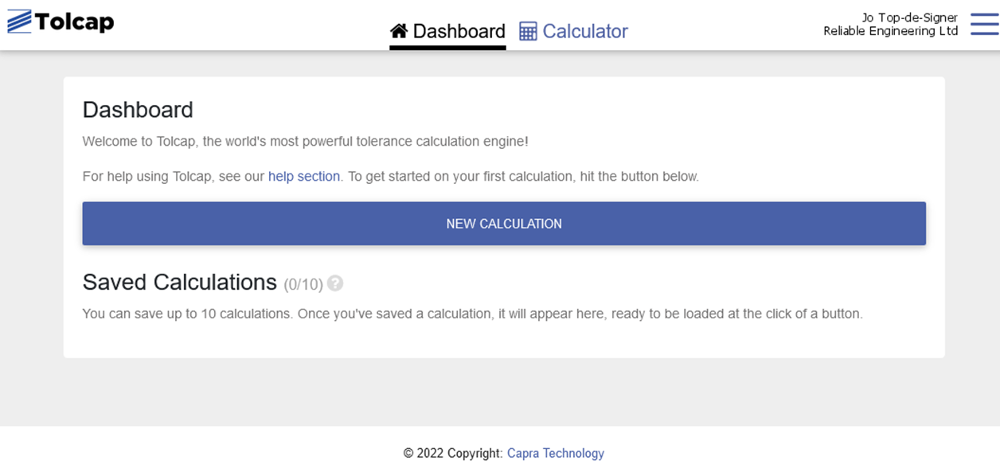 Tolcap
Dashboard
Calculator
Jo Top-de-Signer
Reliable Engineering Ltd
Dashboard
Welcome to Tolcap, the world's most powerful tolerance calculation engine!
For help using Tolcap, see our help section. To get started on your first calculation, hit the button below.
NEW CALCULATION
Saved Calculations (0/10) ?
You can save up to 10 calculations. Once you've saved a calculation, it will appear here, ready to be loaded at the click of a button.
© 2022 Copyright: Capra Technology